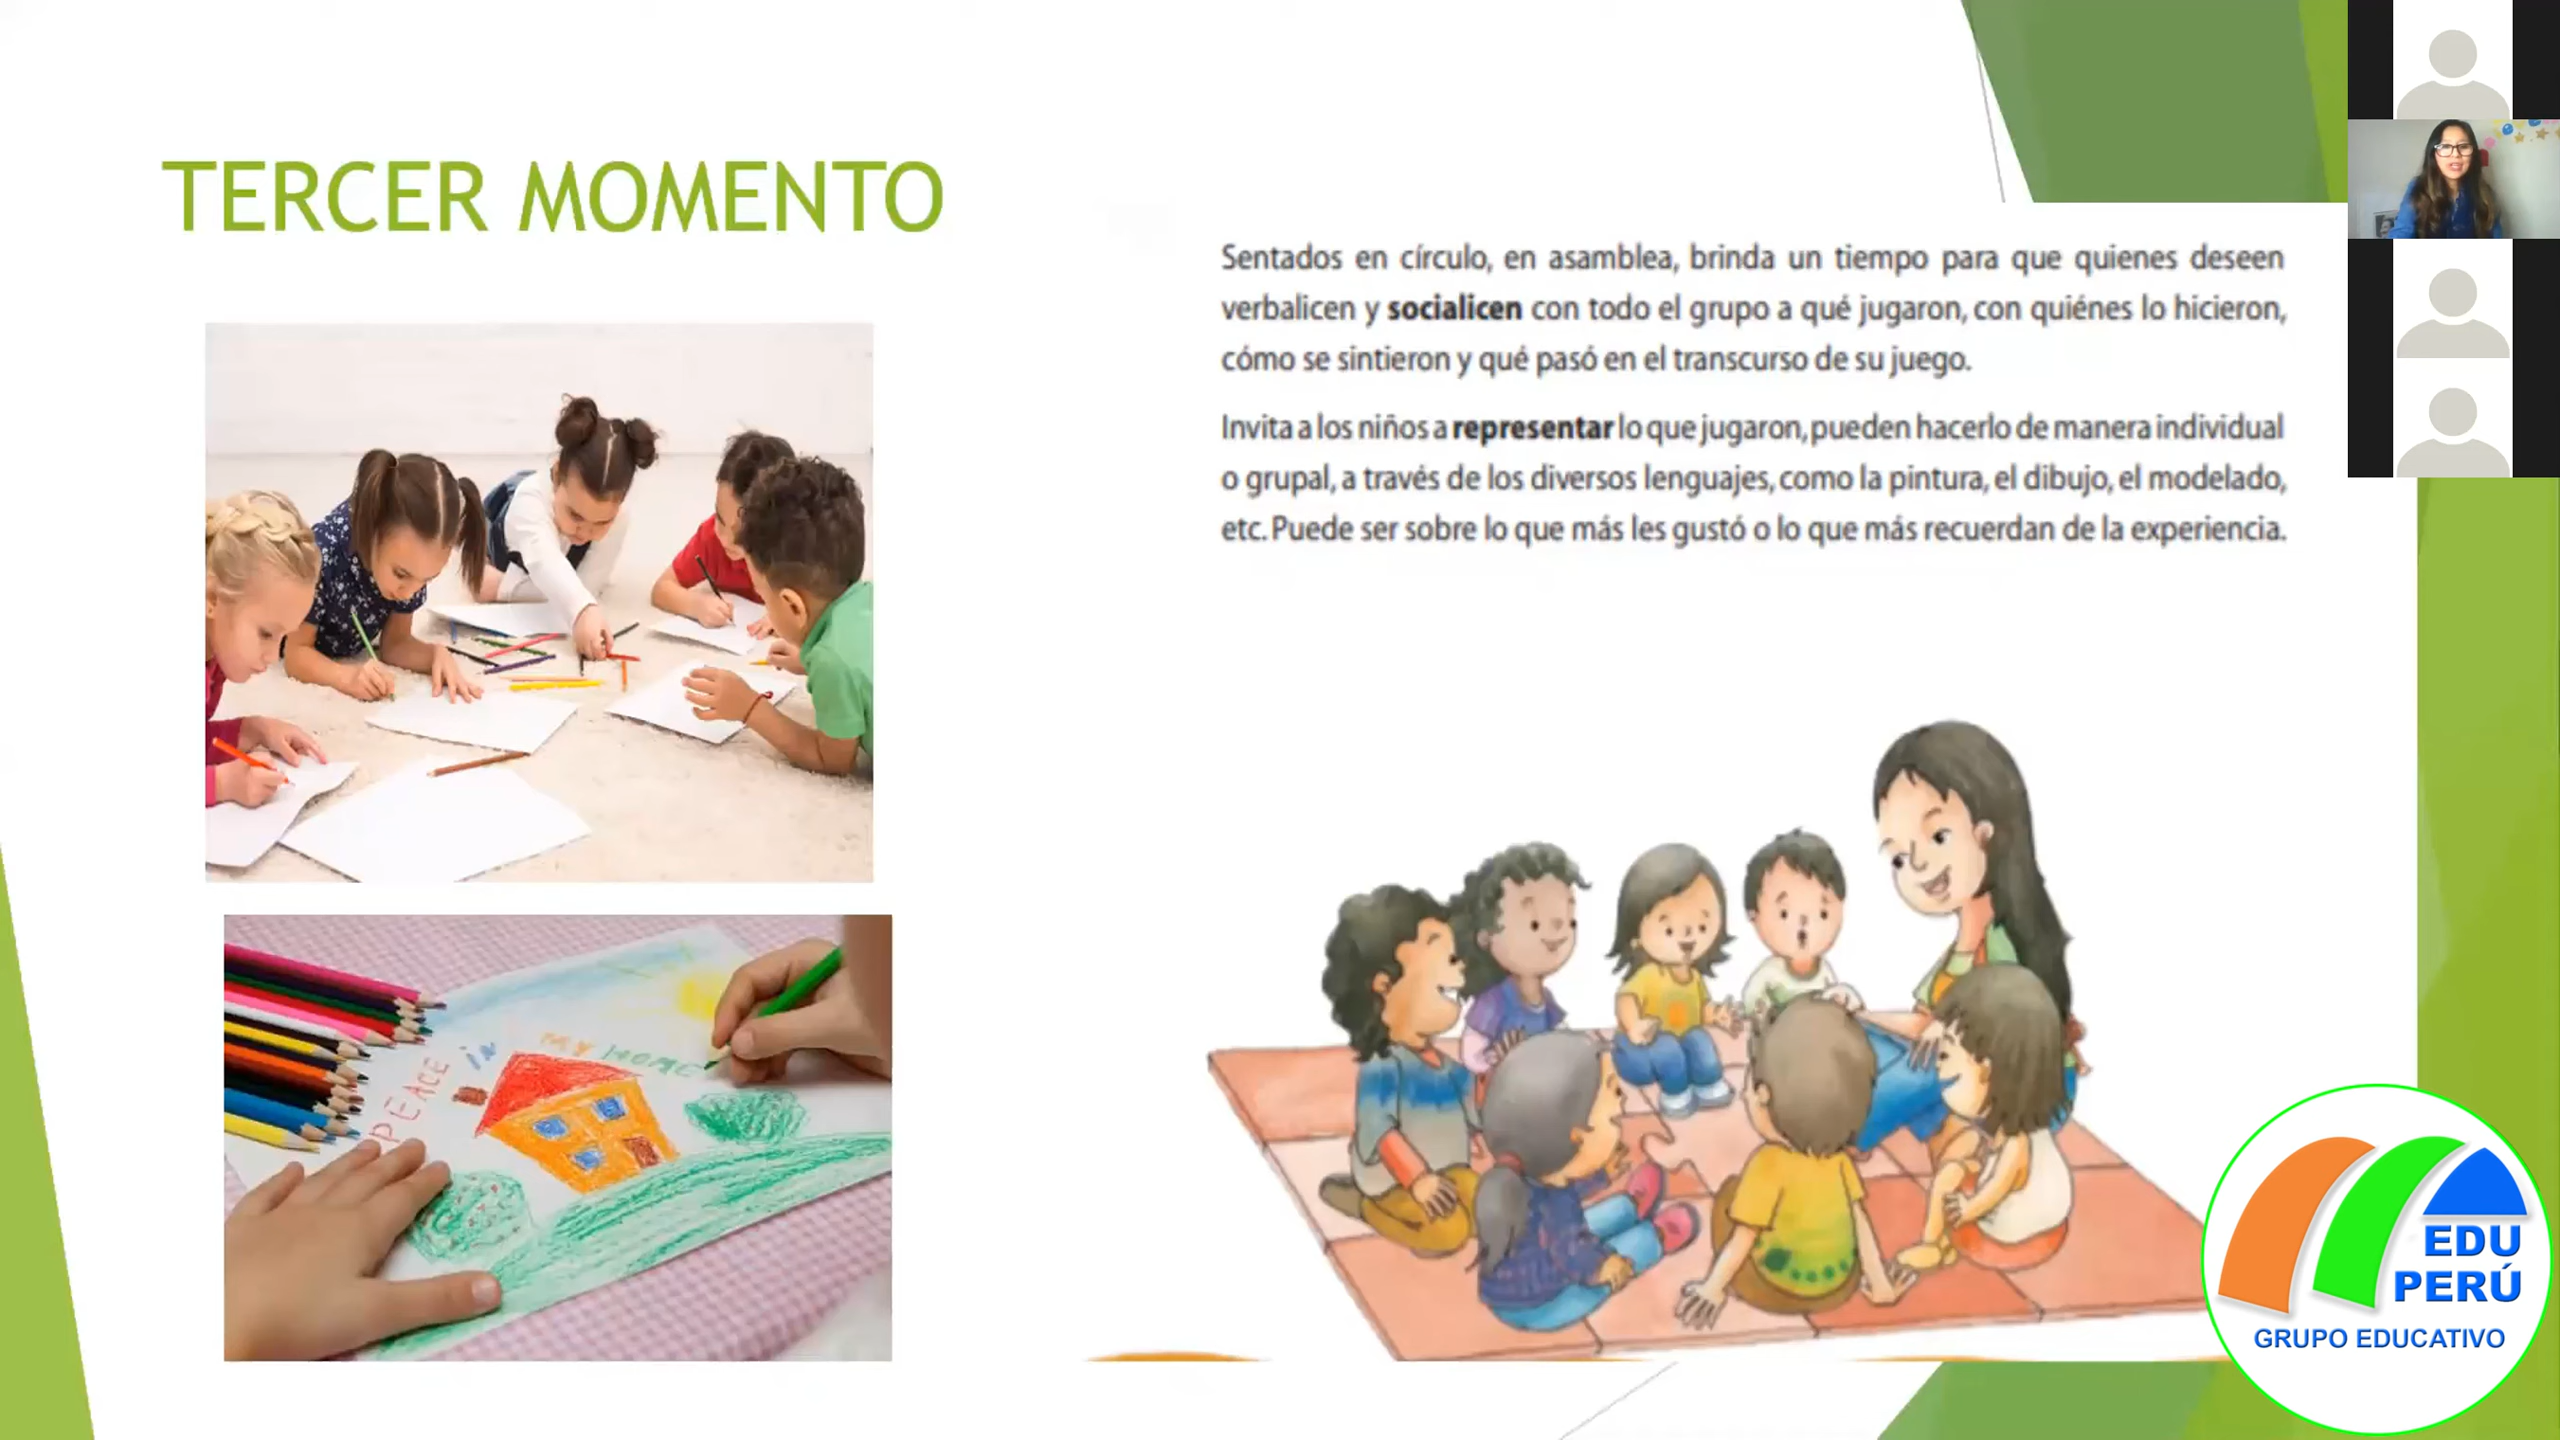 TERCER MOMENTO
Sentados en círculo, en asamblea, brinda un tiempo para que quienes deseen
verbalicen y socialicen con todo el grupo a qué jugaron, con quiénes lo hicieron,
cómo se sintieron y qué pasó en el transcurso de su juego.
Invita a los niños a representar lo que jugaron, pueden hacerlo de manera individual
o grupal, a través de los diversos lenguajes, como la pintura, el dibujo, el modelado,
etc. Puede ser sobre lo que más les gustó o lo que más recuerdan de la experiencia.
PEACE in MY HOME
EDU
PERÚ
GRUPO EDUCATIVO